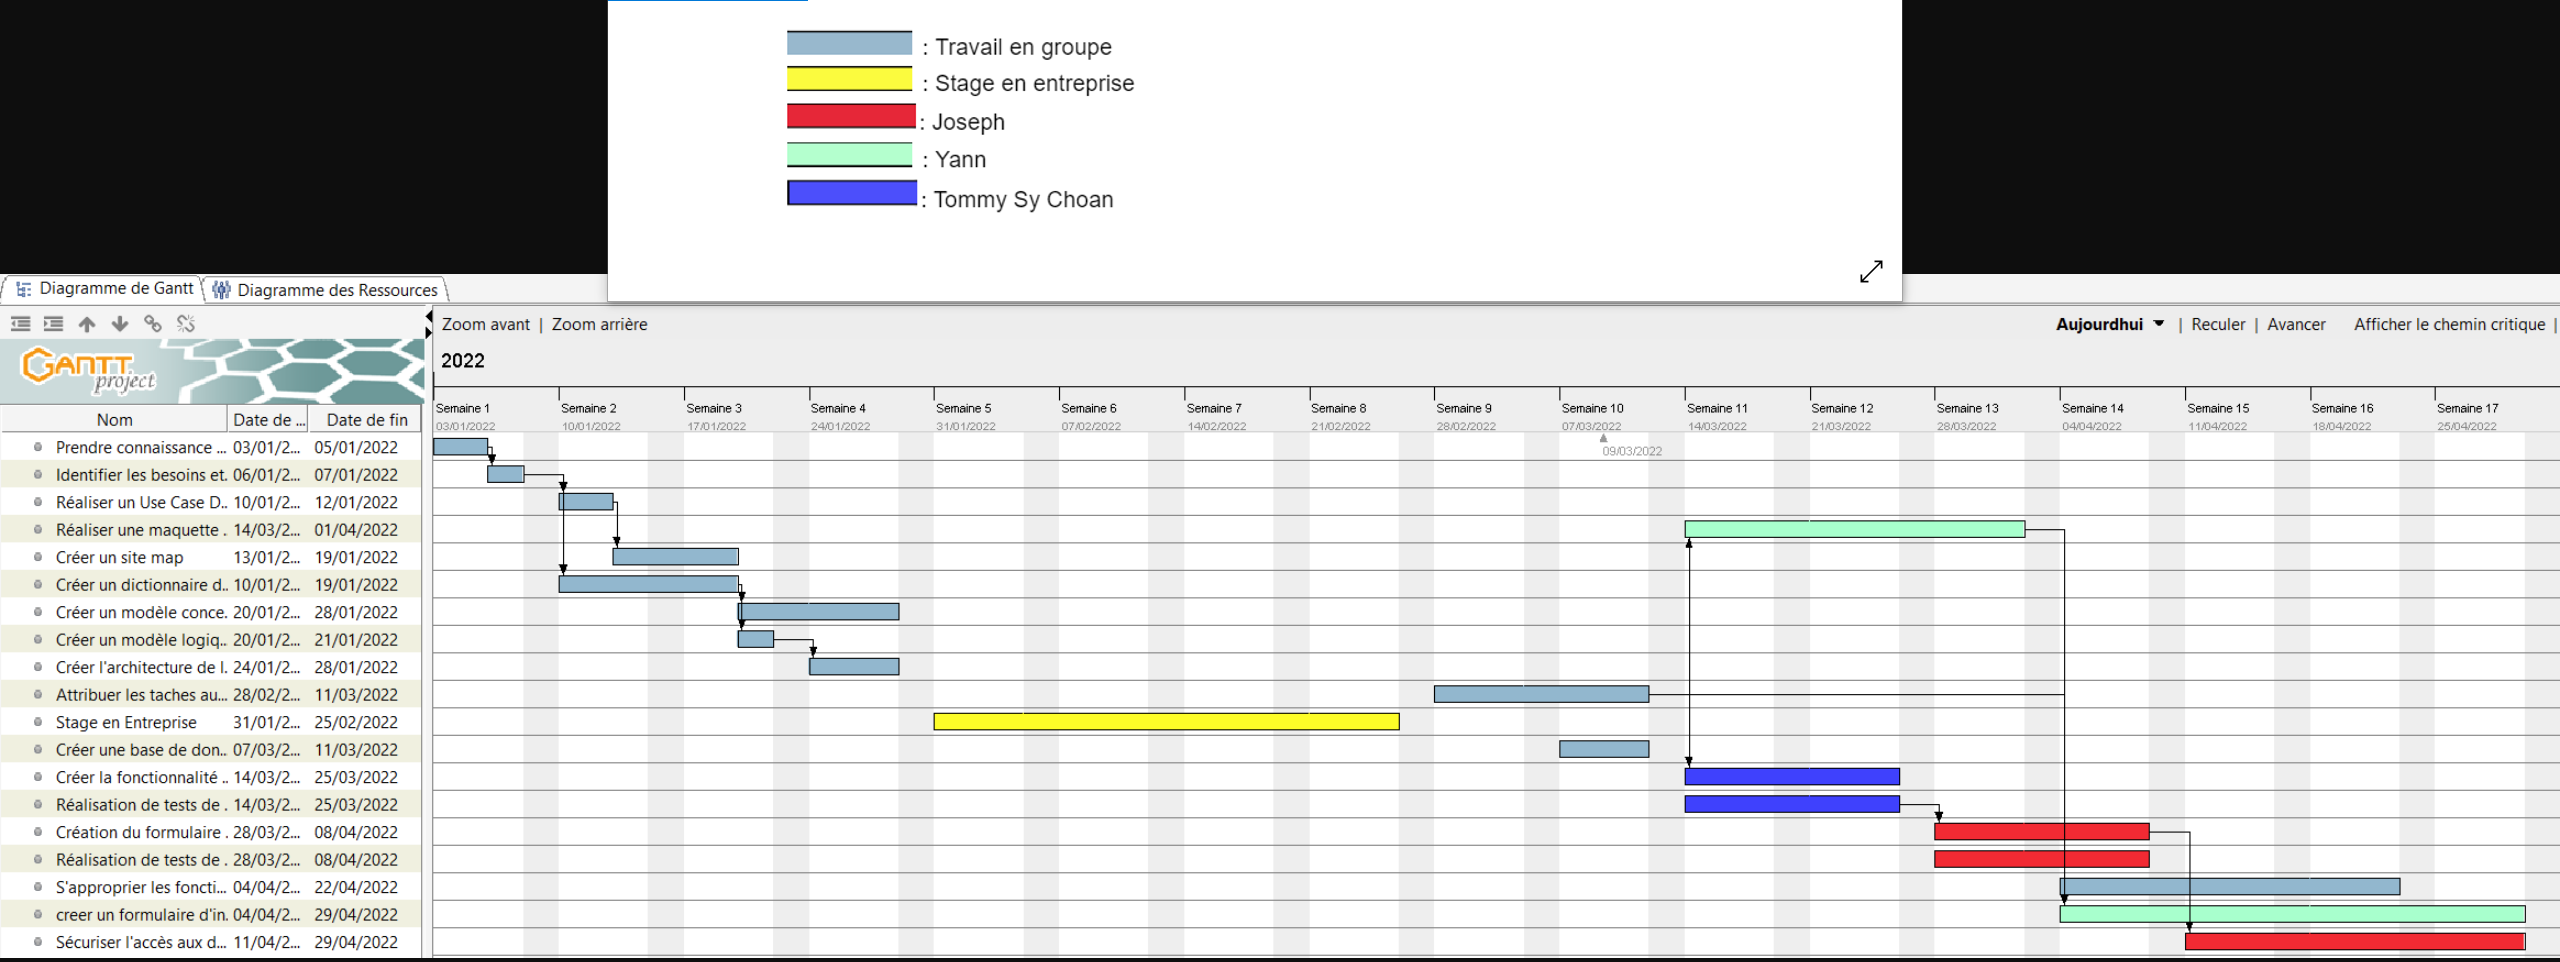 : Travail en groupe
: Stage en entreprise
: Joseph
: Yann
: Tommy Sy Choan
Diagramme de Gantt
Diagramme des Ressources
Zoom avant | Zoom arrière
Aujourdhui | Reculer | Avancer Afficher le chemin critique |
GANTT project
2022
Nom Date de ... Date de fin
Semaine 1 Semaine 2 Semaine 3 Semaine 4 Semaine 5 Semaine 6 Semaine 7 Semaine 8 Semaine 9 Semaine 10 Semaine 11 Semaine 12 Semaine 13 Semaine 14 Semaine 15 Semaine 16 Semaine 17
03/01/2022 10/01/2022 17/01/2022 24/01/2022 31/01/2022 07/02/2022 14/02/2022 21/02/2022 28/02/2022 07/03/2022 14/03/2022 21/03/2022 28/03/2022 04/04/2022 11/04/2022 18/04/2022 25/04/2022
09/03/2022
Prendre connaissance ... 03/01/2... 05/01/2022
Identifier les besoins et. 06/01/2... 07/01/2022
Réaliser un Use Case D.. 10/01/2... 12/01/2022
Réaliser une maquette . 14/03/2... 01/04/2022
Créer un site map 13/01/2... 19/01/2022
Créer un dictionnaire d.. 10/01/2... 19/01/2022
Créer un modèle conce. 20/01/2... 28/01/2022
Créer un modèle logiq.. 20/01/2... 21/01/2022
Créer l'architecture de l. 24/01/2... 28/01/2022
Attribuer les taches au... 28/02/2... 11/03/2022
Stage en Entreprise 31/01/2... 25/02/2022
Créer une base de don.. 07/03/2... 11/03/2022
Créer la fonctionnalité .. 14/03/2... 25/03/2022
Réalisation de tests de . 14/03/2... 25/03/2022
Création du formulaire . 28/03/2... 08/04/2022
Réalisation de tests de . 28/03/2... 08/04/2022
S'approprier les foncti... 04/04/2... 22/04/2022
creer un formulaire d'in. 04/04/2... 29/04/2022
Sécuriser l'accès aux d... 11/04/2... 29/04/2022